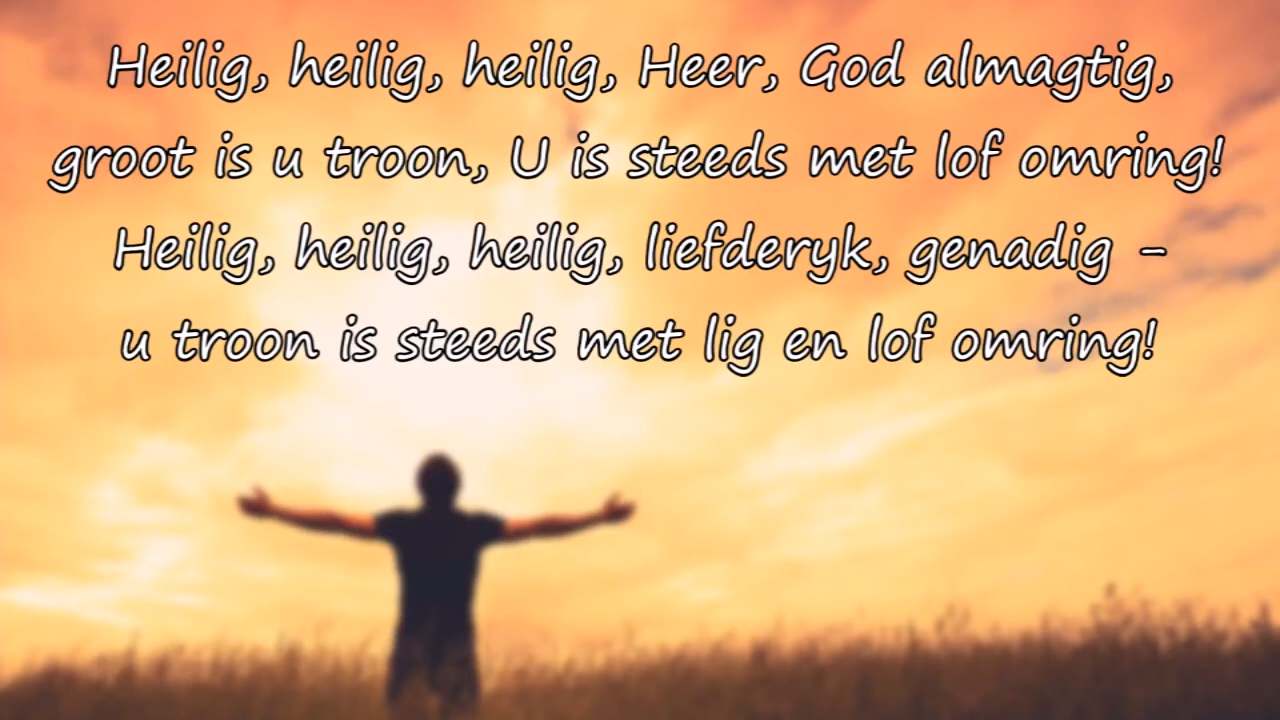 Heilig, heilig, heilig, Heer, God almagtig,
groot is u troon, U is steeds met lof omring!
Heilig, heilig, heilig, liefderyk, genadig -
u troon is steeds met lig en lof omring!